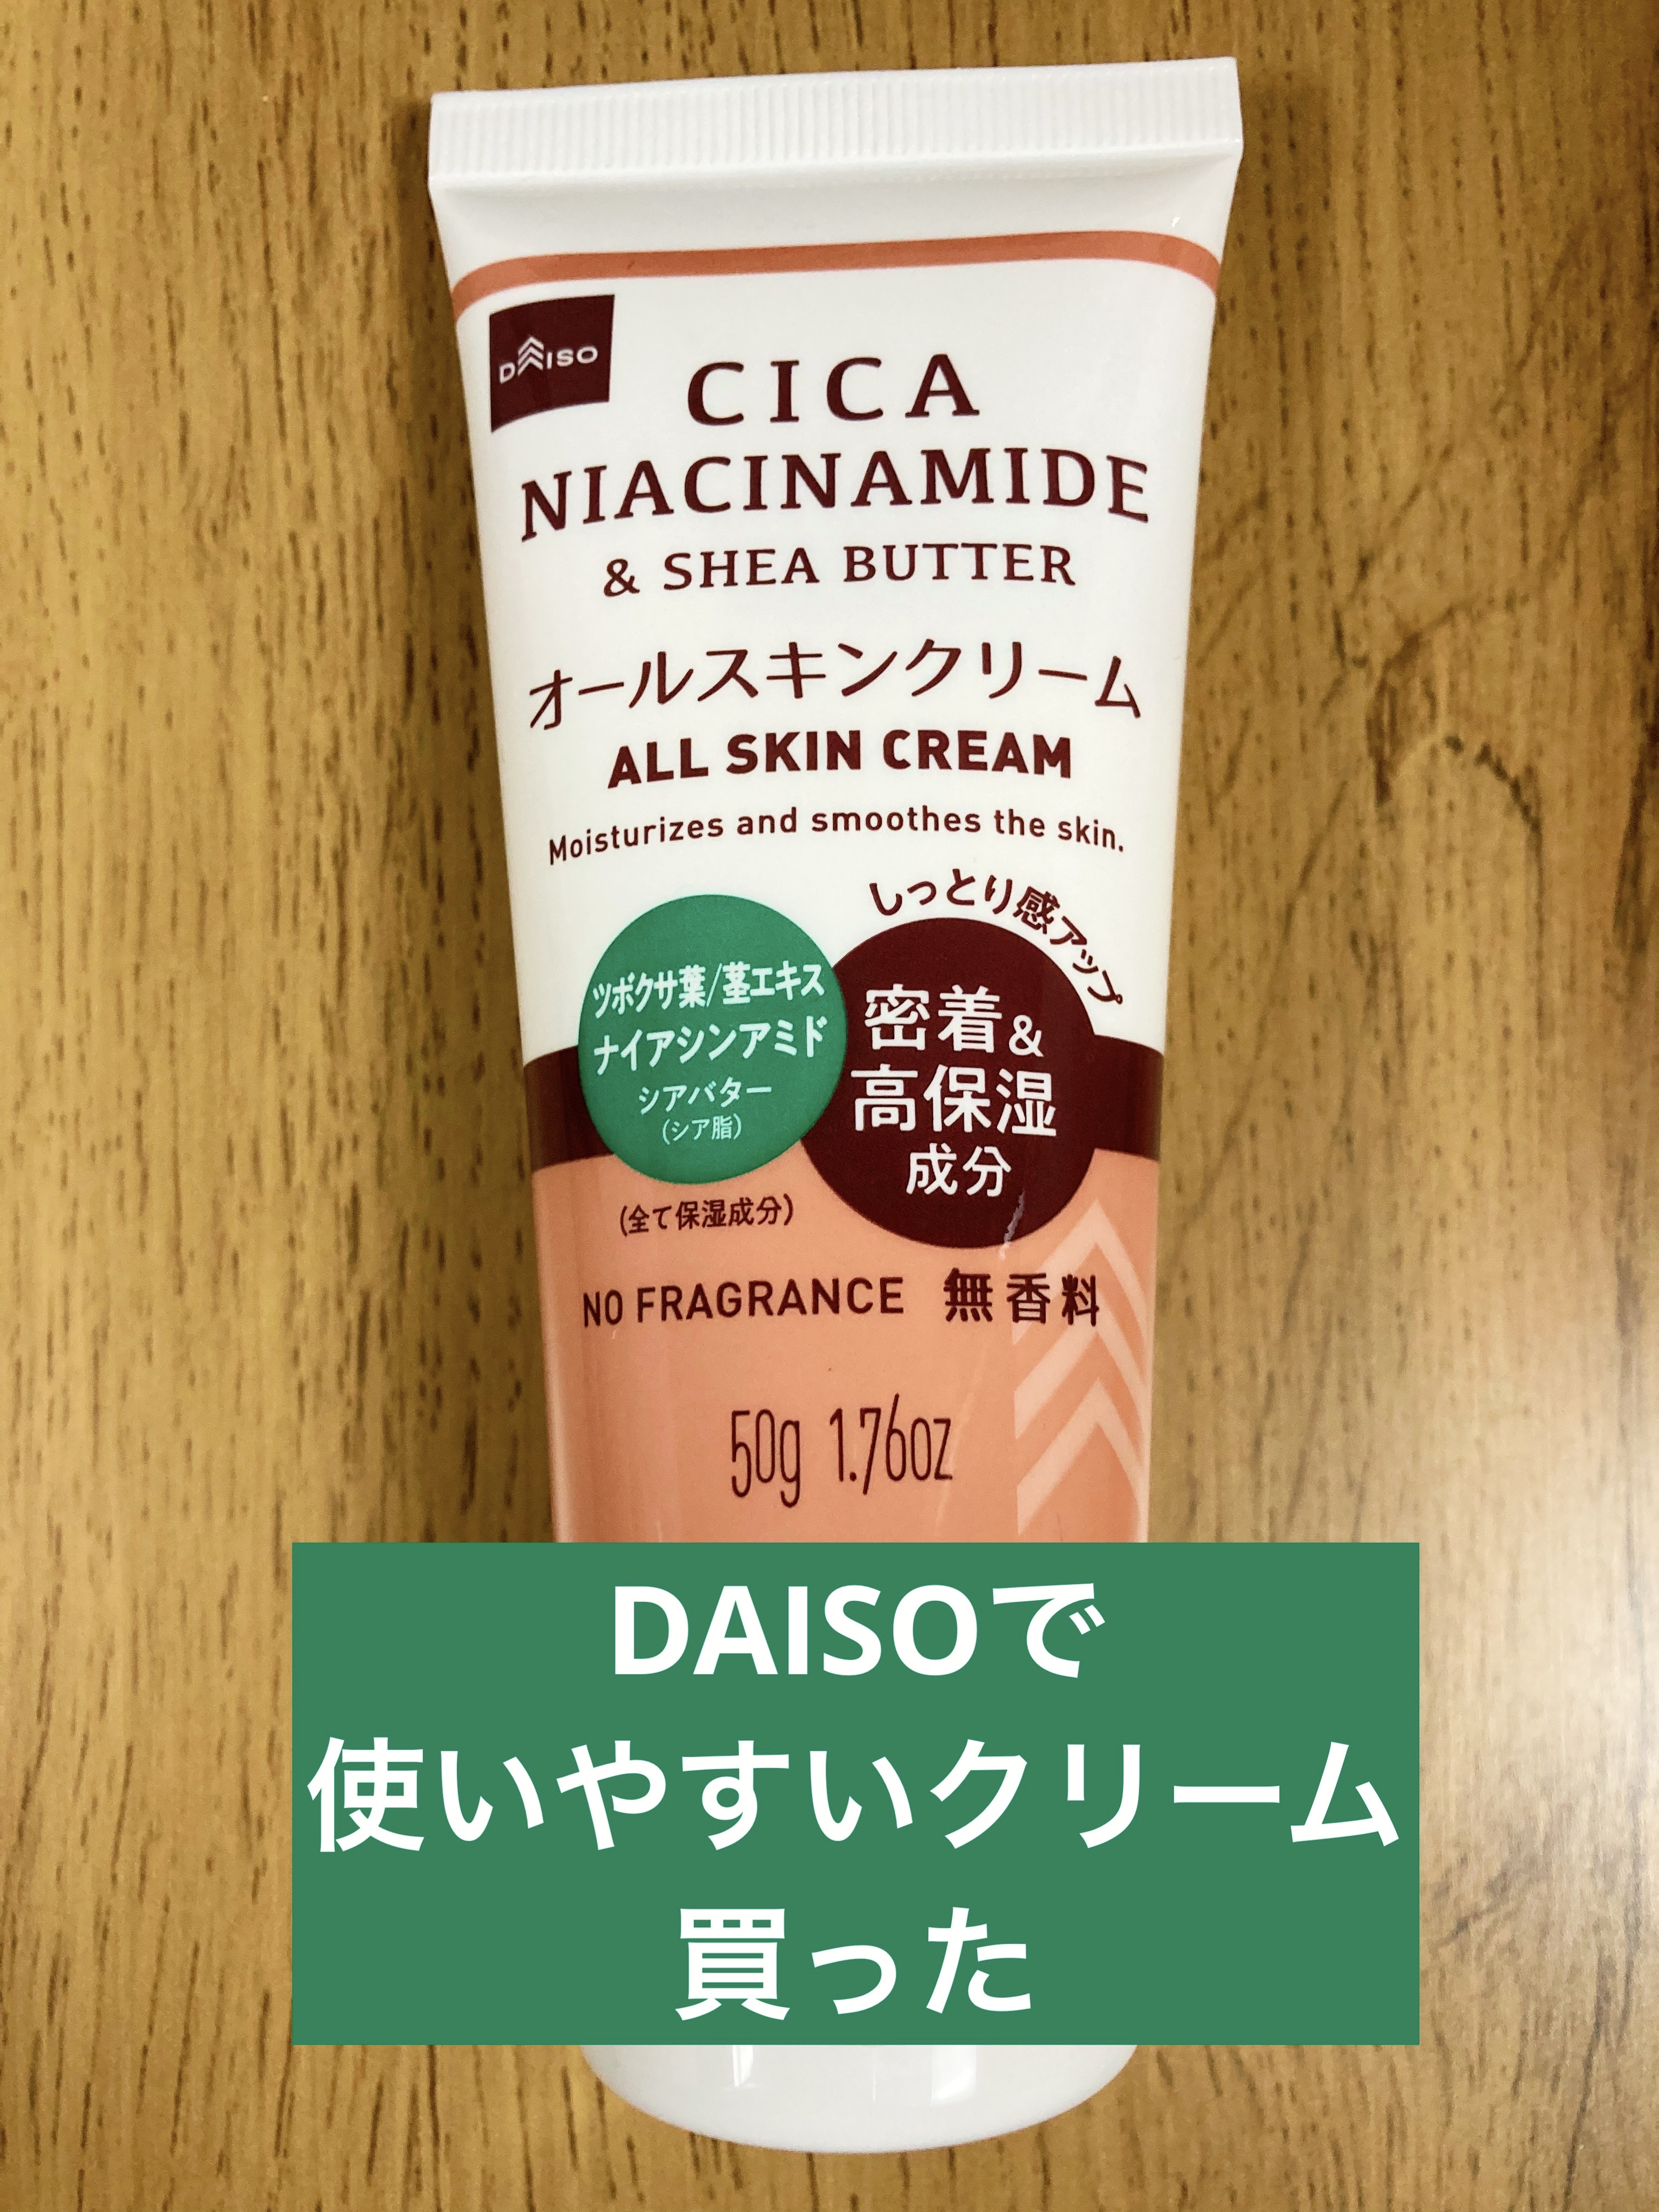 DAISO
CICA
NIACINAMIDE
& SHEA BUTTER
オールスキンクリーム
ALL SKIN CREAM
Moisturizes and smoothes the skin.
しっとり感アップ
ツボクサ葉/茎エキス
ナイアシンアミド
シアバター
(シア脂)
密着&
高保湿
成分
(全て保湿成分)
NO FRAGRANCE 無香料
50g 1.76oz
DAISOで
使いやすいクリーム
買った